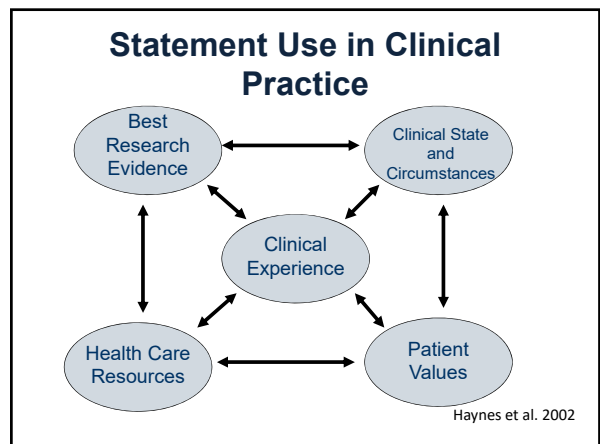 Statement Use in Clinical
Practice
Best
Research
Evidence
Clinical State
and
Circumstances
Clinical
Experience
Health Care
Resources
Patient
Values
Haynes et al. 2002